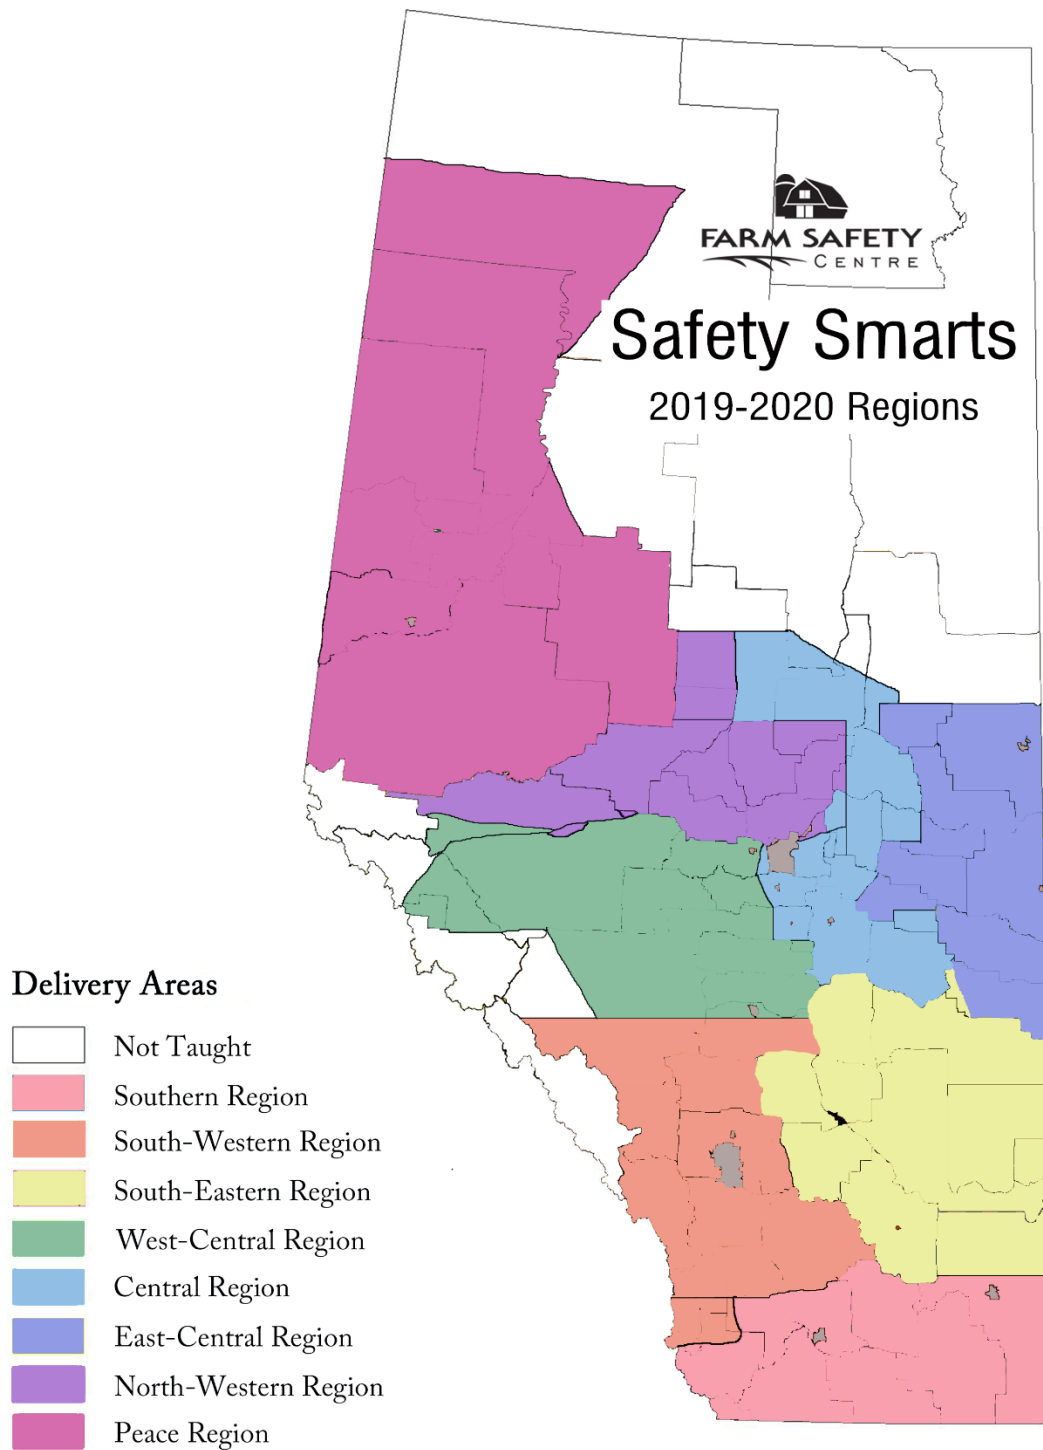 FARM SAFETY
CENTRE
Safety Smarts
2019-2020 Regions
Delivery Areas
Not Taught
Southern Region
South-Western Region
South-Eastern Region
West-Central Region
Central Region
East-Central Region
North-Western Region
Peace Region